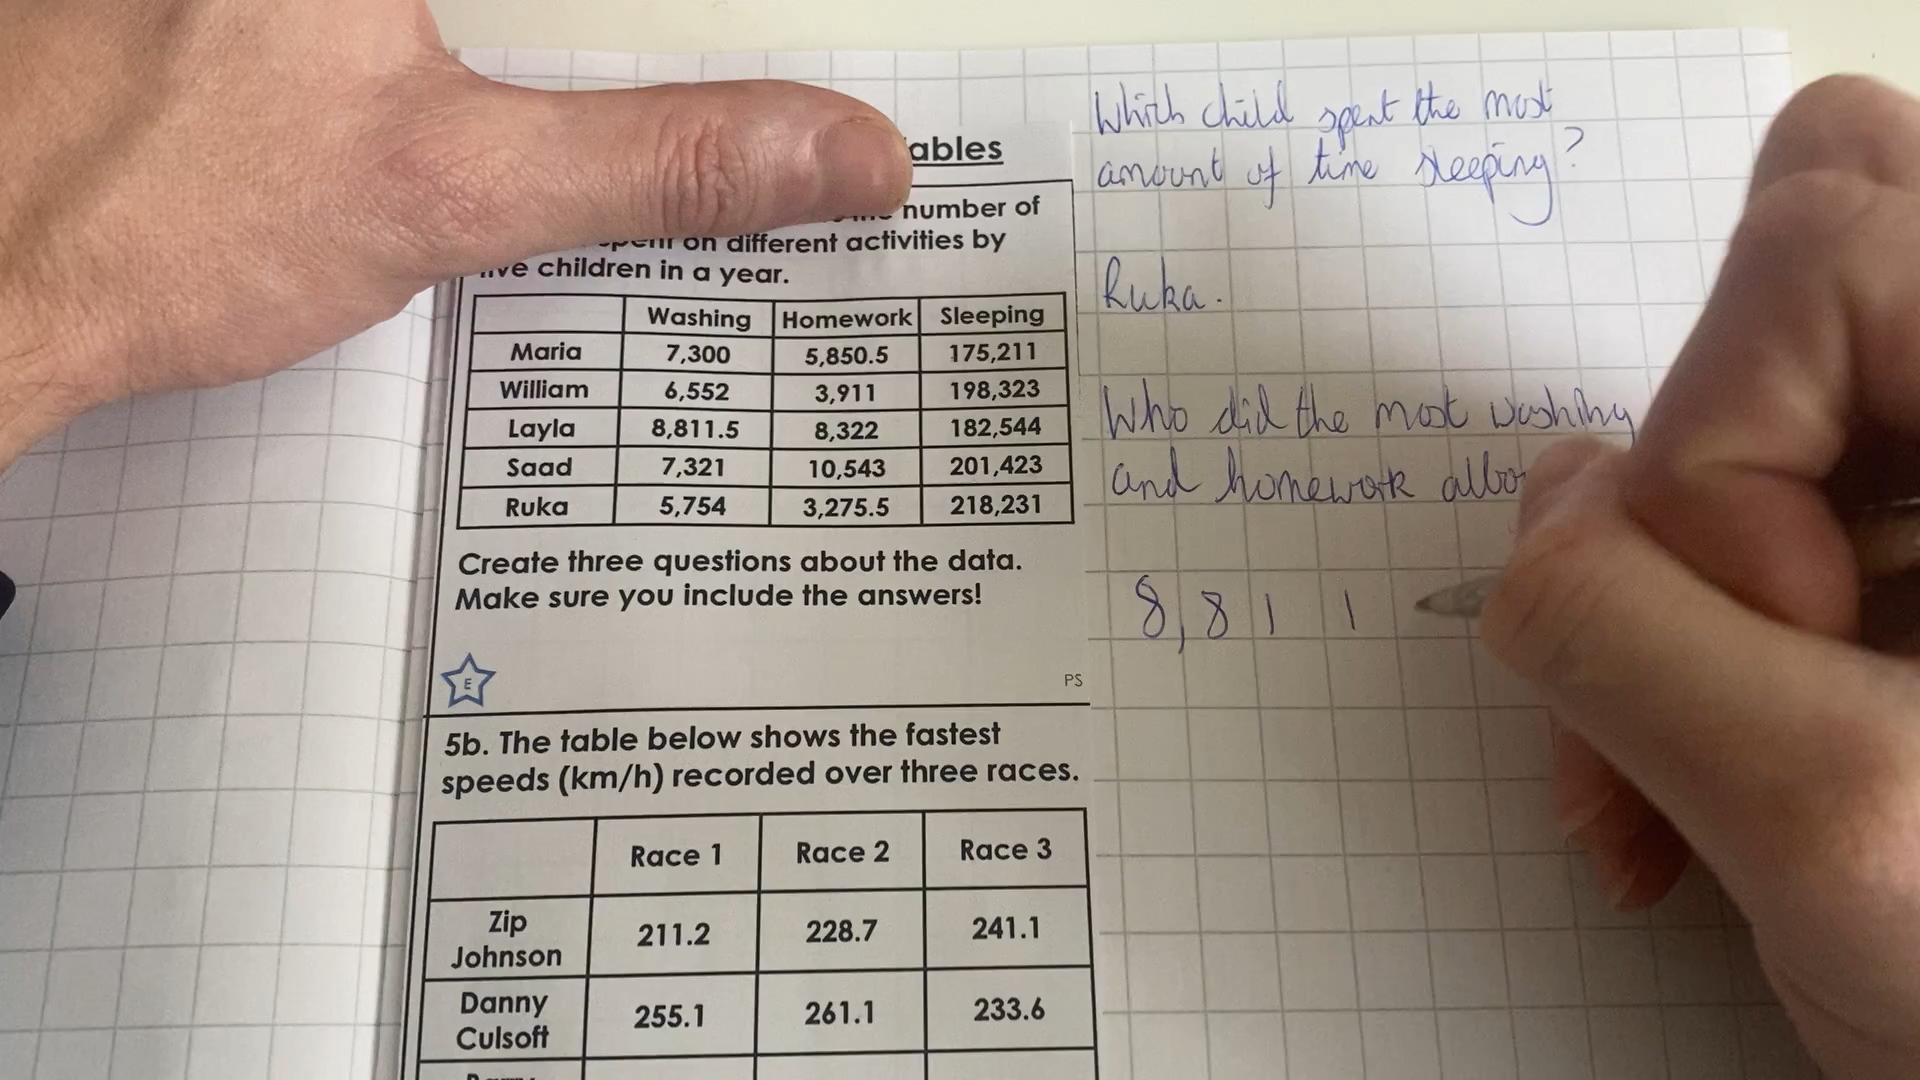 ables
number of
on different activities by
children in a year.
Washing Homework Sleeping
Maria 7,300 5,850.5 175,211
William 6,552 3,911 198,323
Layla 8,811.5 8,322 182,544
Saad 7,321 10,543 201,423
Ruka 5,754 3,275.5 218,231
Create three questions about the data.
Make sure you include the answers!
E
PS
5b. The table below shows the fastest
speeds (km/h) recorded over three races.
Race 1 Race 2 Race 3
Zip
Johnson
211.2 228.7 241.1
Danny
Culsoft
255.1 261.1 233.6
Which child spent the most
amount of time sleeping?
Ruka.
Who did the most washing
and homework
8,811